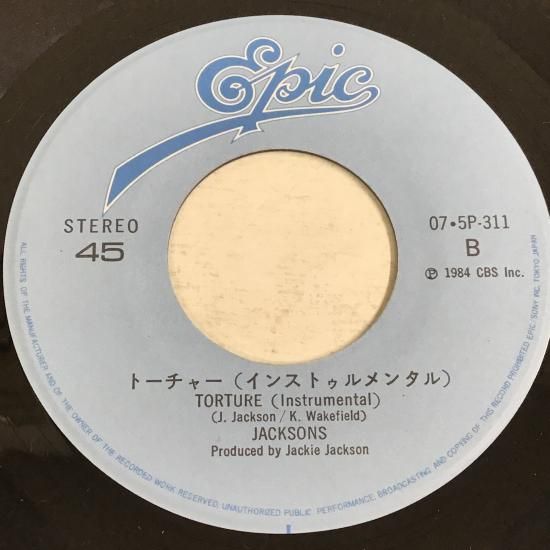 Epic
STEREO
45
07•5P-311
B
Ⓟ 1984 CBS Inc.
トーチャー（インストゥルメンタル）
TORTURE (Instrumental)
(J. Jackson / K. Wakefield)
JACKSONS
Produced by Jackie Jackson
ALL RIGHTS OF THE MANUFACTURER AND OF THE OWNER OF THE RECORDED WORK RESERVED. UNAUTHORIZED PUBLIC PERFORMANCE, BROADCASTING AND COPYING OF THIS RECORD PROHIBITED EPIC/SONY INC. TOKYO JAPAN